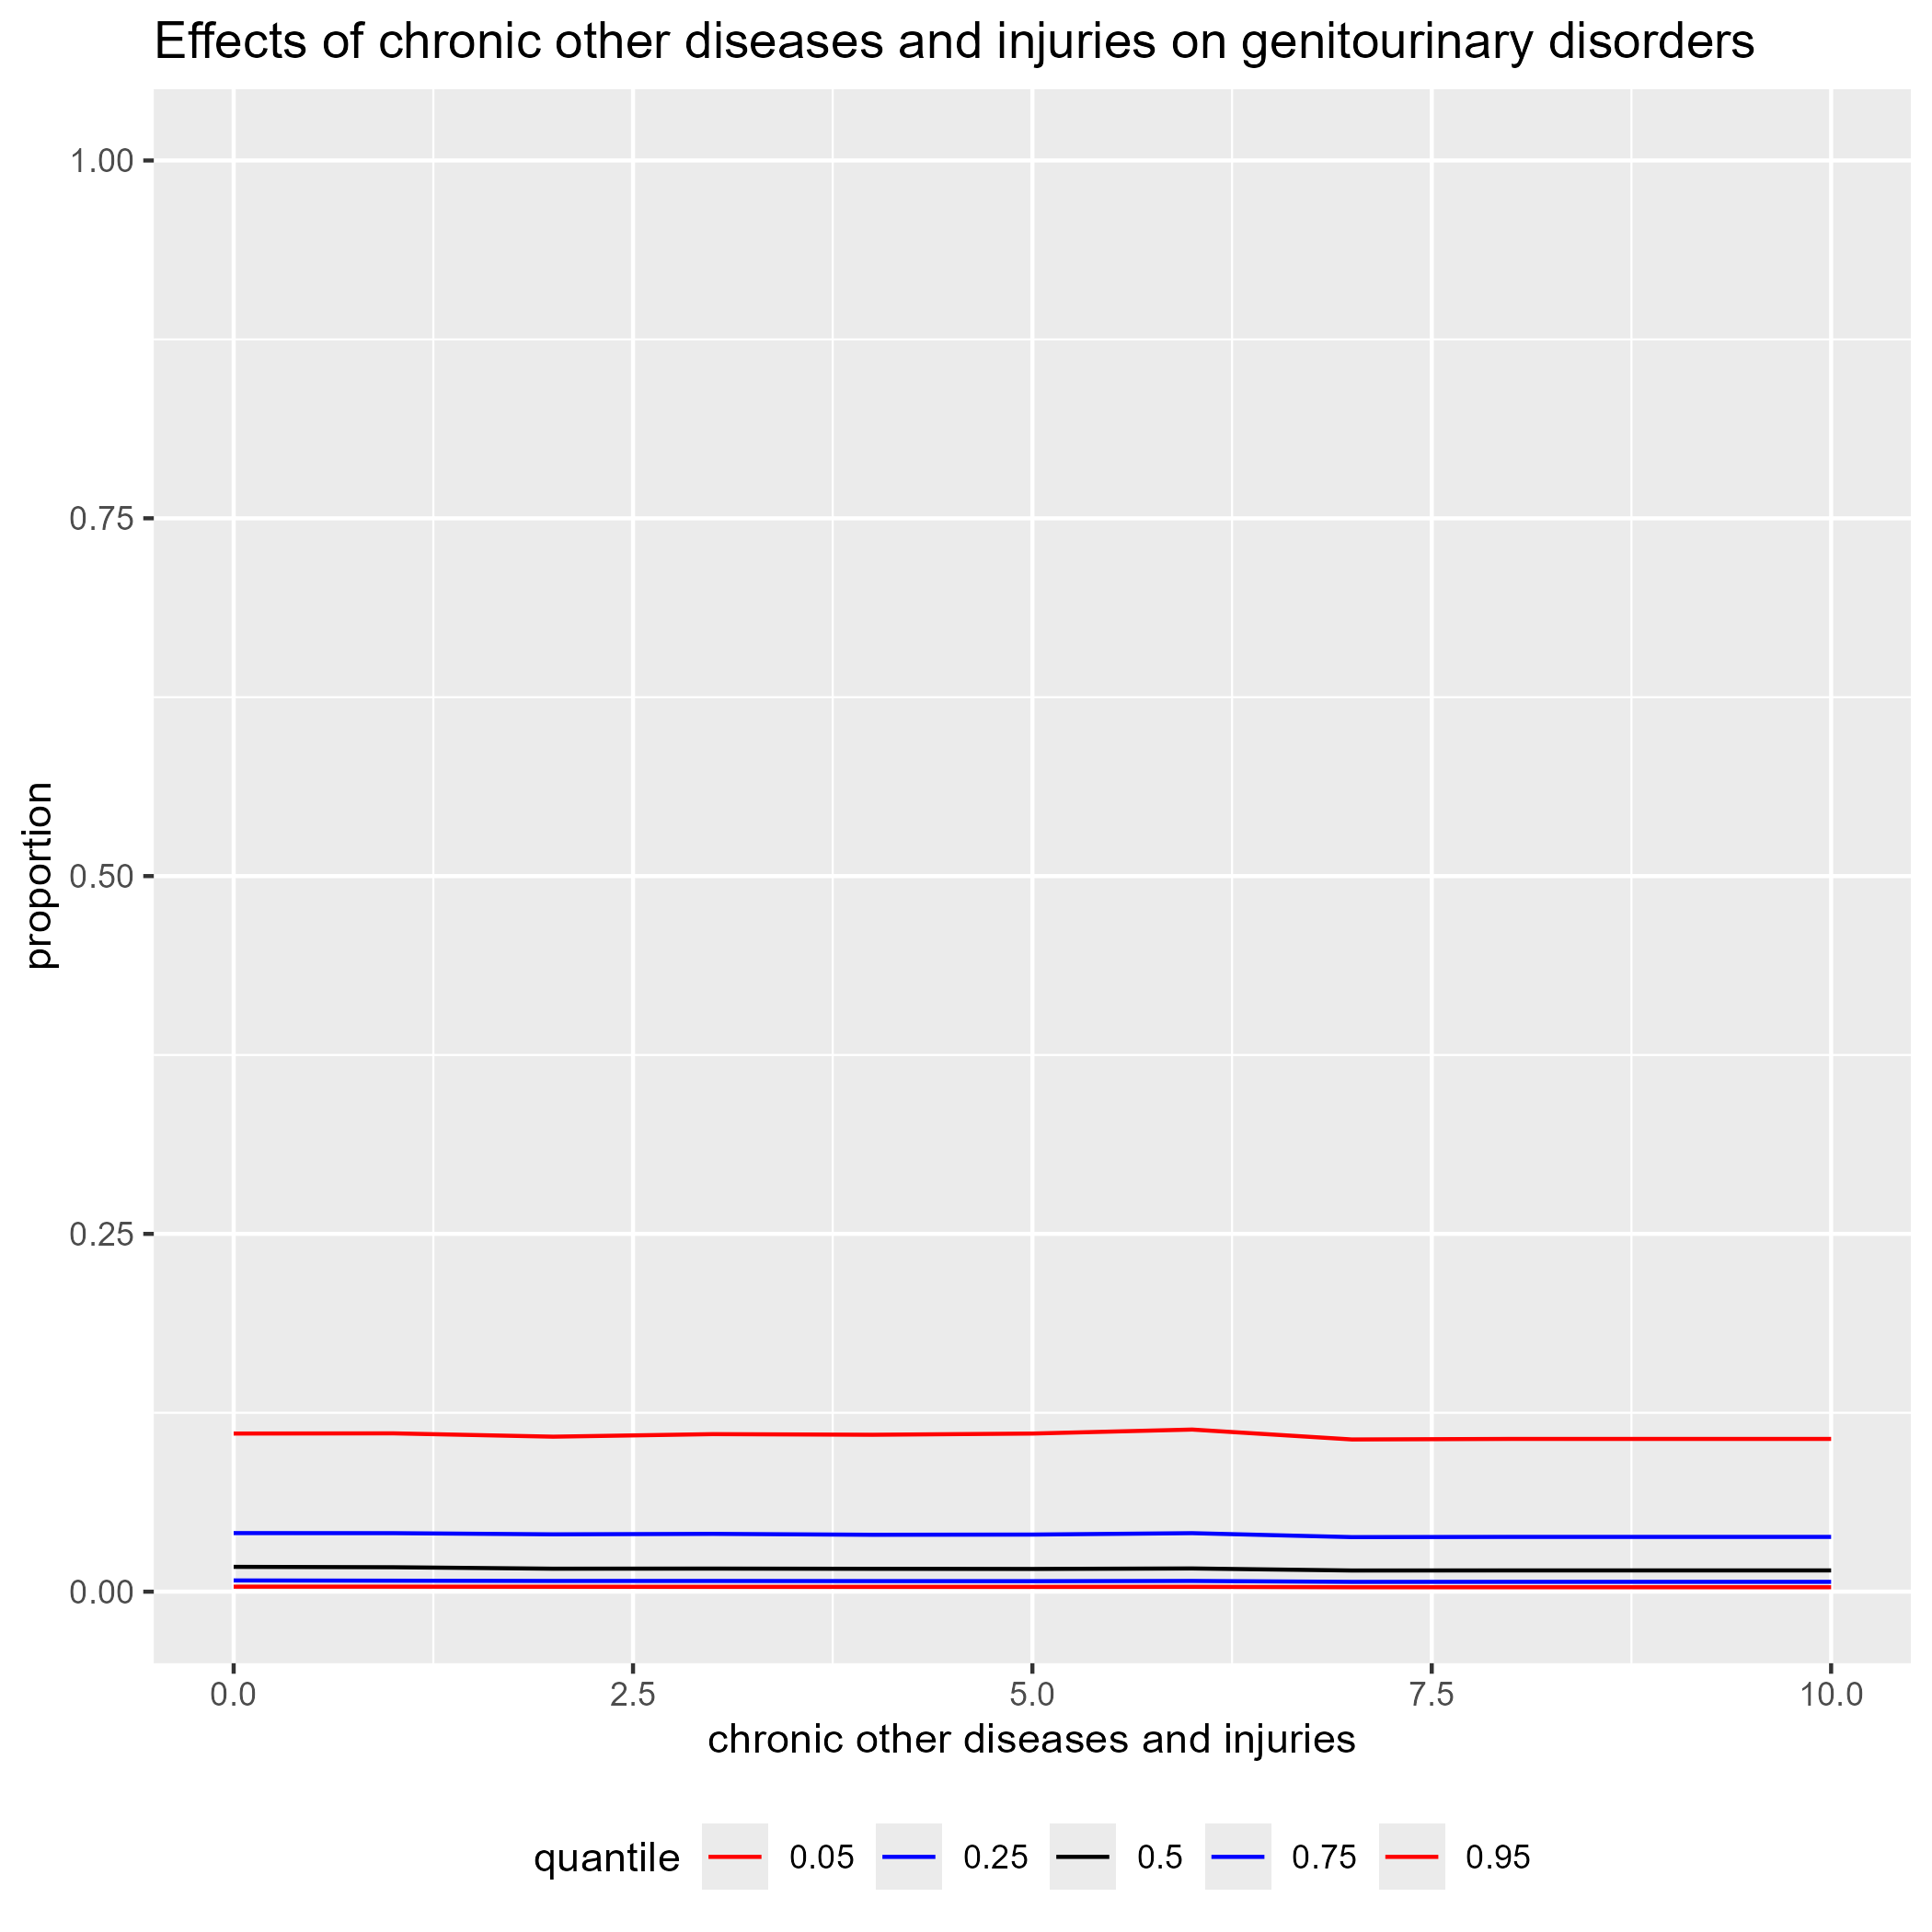 Effects of chronic other diseases and injuries on genitourinary disorders
1.00
0.75
0.50
0.25
0.00
proportion
0.0 2.5 5.0 7.5 10.0
chronic other diseases and injuries
quantile 0.05 0.25 0.5 0.75 0.95